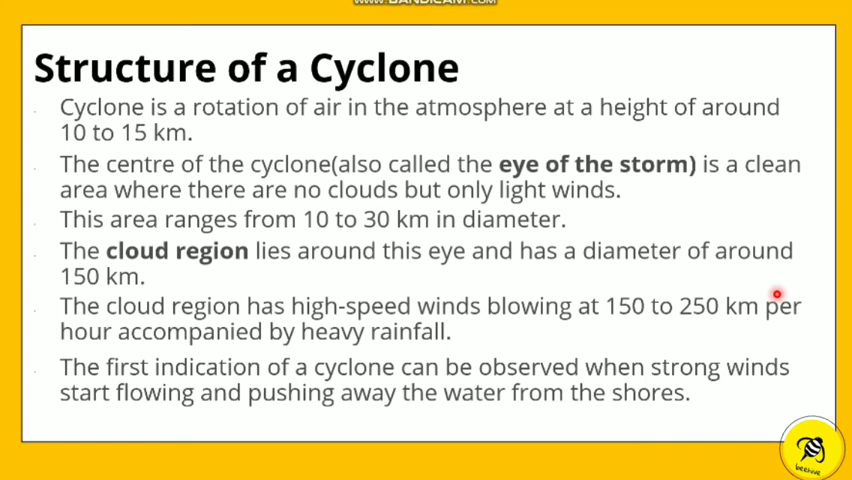 WWW.BANDICAM.COM
Structure of a Cyclone
Cyclone is a rotation of air in the atmosphere at a height of around
10 to 15 km.
The centre of the cyclone(also called the eye of the storm) is a clean
area where there are no clouds but only light winds.
This area ranges from 10 to 30 km in diameter.
The cloud region lies around this eye and has a diameter of around
150 km.
The cloud region has high-speed winds blowing at 150 to 250 km per
hour accompanied by heavy rainfall.
The first indication of a cyclone can be observed when strong winds
start flowing and pushing away the water from the shores.
beehive